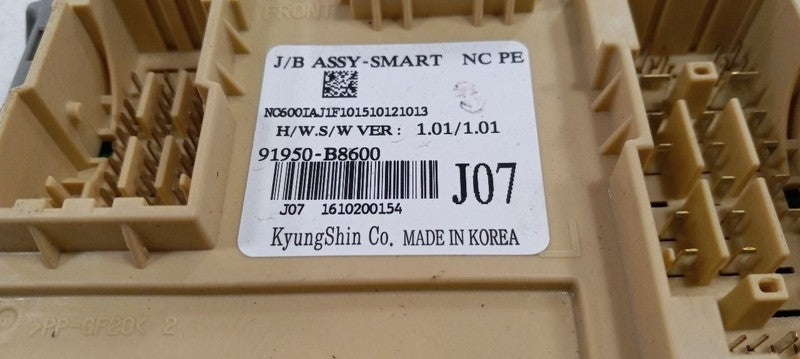 FRONT
J/B ASSY-SMART NC PE
3
NC600IAJ1F101510121013
H/W.S/W VER : 1.01/1.01
91950-B8600
J07
J07 1610200154
KyungShin Co. MADE IN KOREA
>PP-GF20< 2